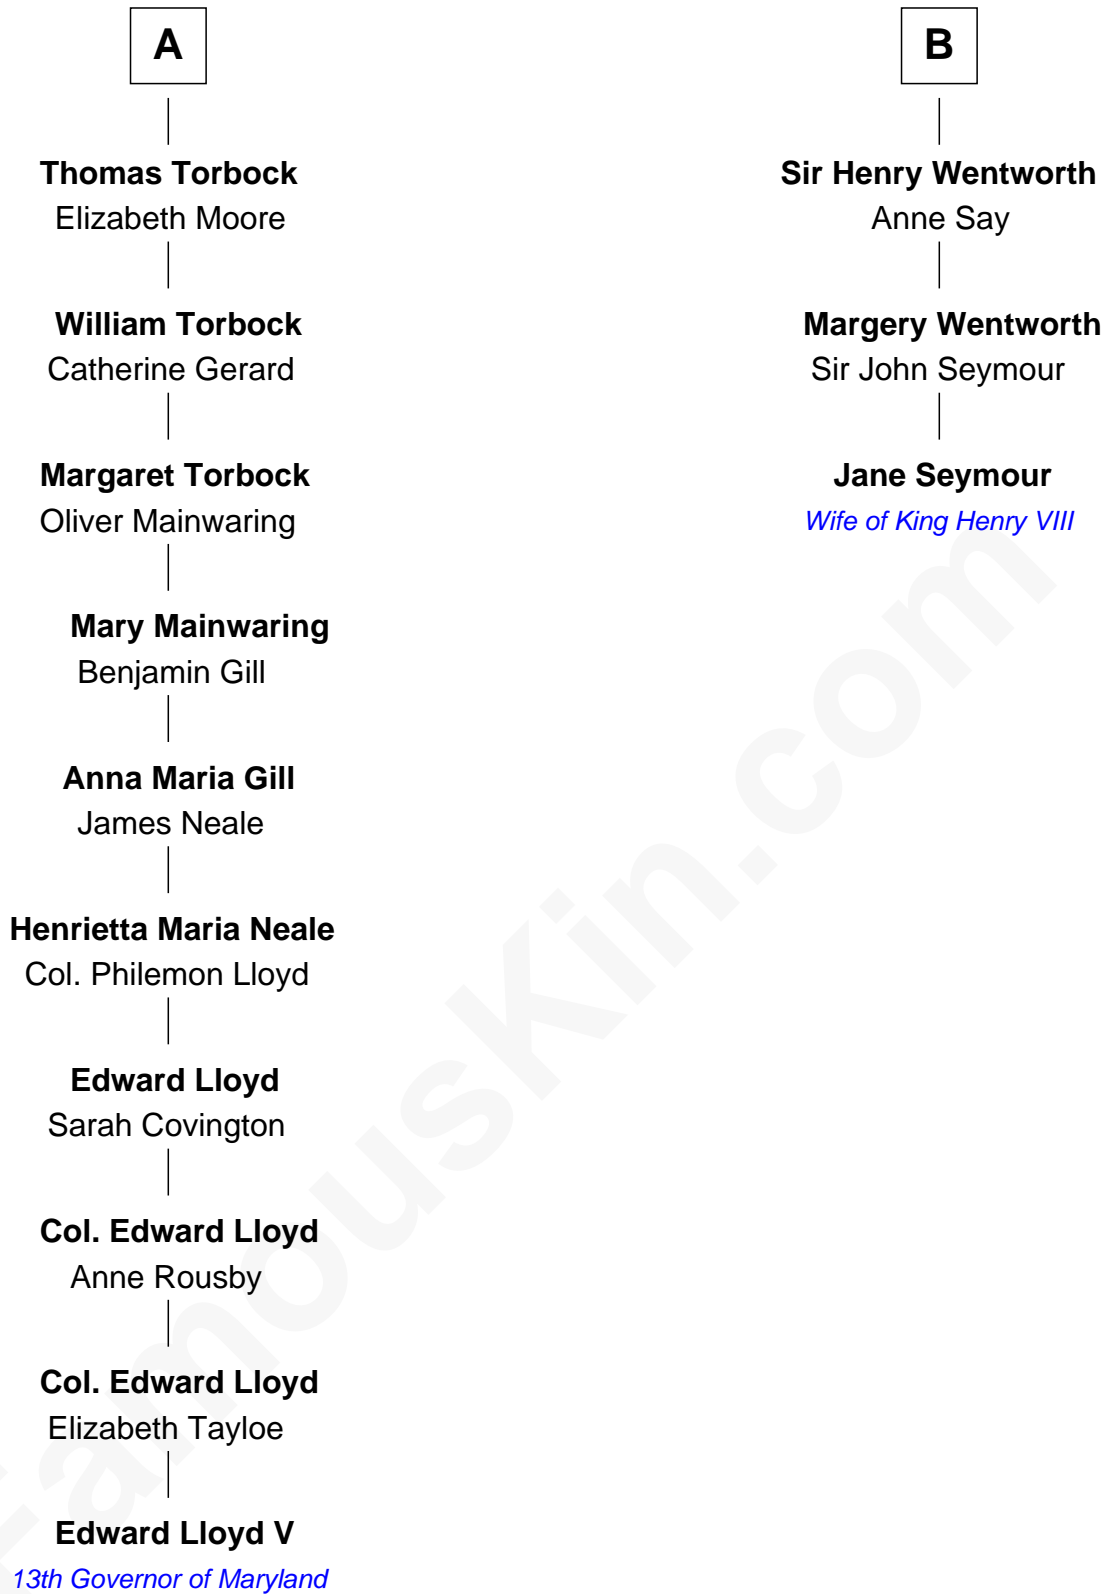 A
Thomas Torbock
Elizabeth Moore
William Torbock
Catherine Gerard
Margaret Torbock
Oliver Mainwaring
Mary Mainwaring
Benjamin Gill
Anna Maria Gill
James Neale
Henrietta Maria Neale
Col. Philemon Lloyd
Edward Lloyd
Sarah Covington
Col. Edward Lloyd
Anne Rousby
Col. Edward Lloyd
Elizabeth Tayloe
Edward Lloyd V
13th Governor of Maryland
B
Sir Henry Wentworth
Anne Say
Margery Wentworth
Sir John Seymour
Jane Seymour
Wife of King Henry VIII
FamousKin.com